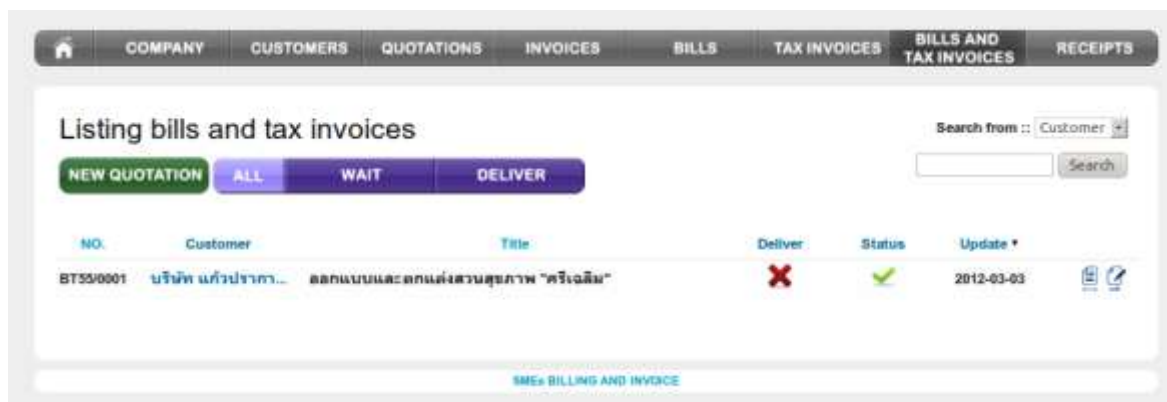 COMPANY CUSTOMERS QUOTATIONS INVOICES BILLS TAX INVOICES BILLS AND TAX INVOICES RECEIPTS
Listing bills and tax invoices
Search from :: Customer
NEW QUOTATION ALL WAIT DELIVER
Search
NO. Customer Title Deliver Status Update
BT55/0001 บริษัท แก้วปรากา... ออกแบบและตกแต่งสวนสุขภาพ "ศรีเฉลิม" 2012-03-03
SMEs BILLING AND INVOICE